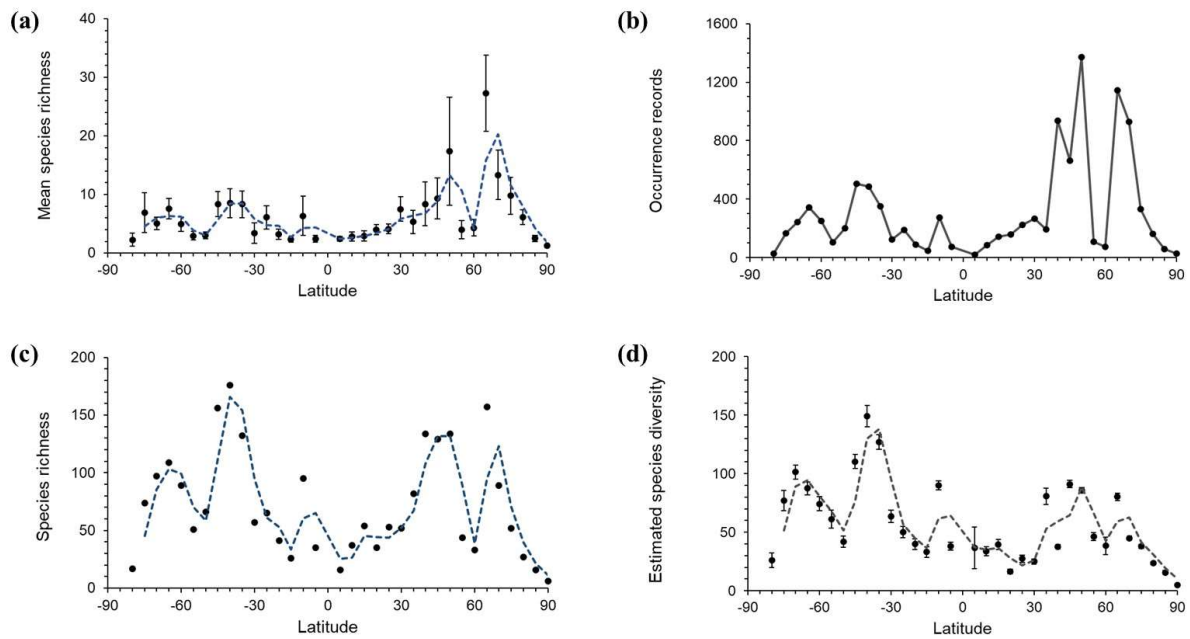 (a)
Mean species richness
40
30
20
10
0
-90 -60 -30 0 30 60 90
Latitude
(b)
Occurrence records
1600
1200
800
400
0
-90 -60 -30 0 30 60 90
Latitude
(c)
Species richness
200
150
100
50
0
-90 -60 -30 0 30 60 90
Latitude
(d)
Estimated species diversity
200
150
100
50
0
-90 -60 -30 0 30 60 90
Latitude